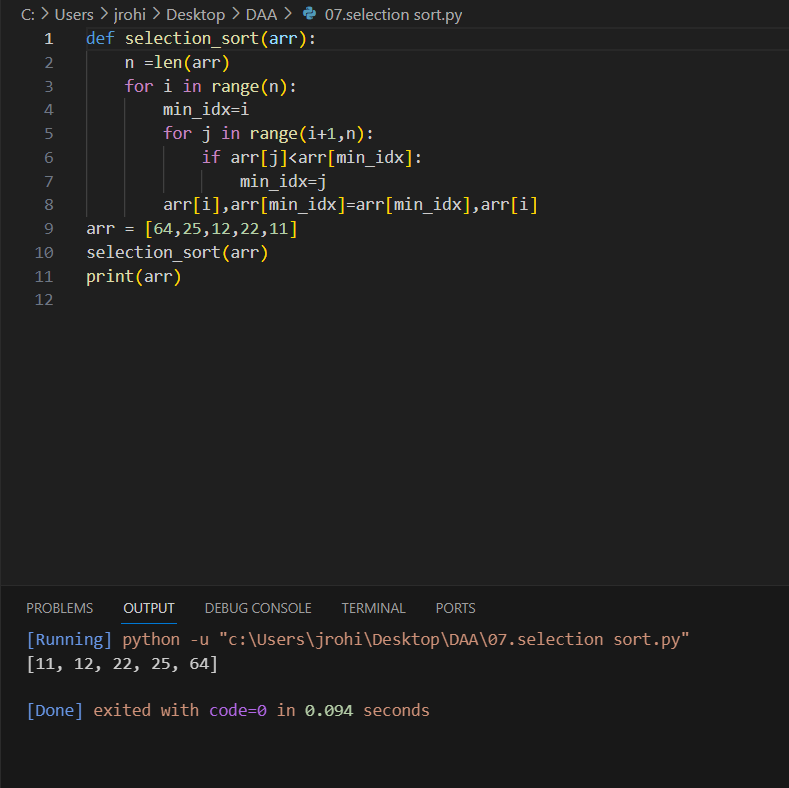 C: > Users > jrohi > Desktop > DAA > 07.selection sort.py
1 def selection_sort(arr):
2     n =len(arr)
3     for i in range(n):
4         min_idx=i
5         for j in range(i+1,n):
6             if arr[j]<arr[min_idx]:
7                 min_idx=j
8         arr[i],arr[min_idx]=arr[min_idx],arr[i]
9 arr = [64,25,12,22,11]
10 selection_sort(arr)
11 print(arr)
12
PROBLEMS OUTPUT DEBUG CONSOLE TERMINAL PORTS
[Running] python -u "c:\Users\jrohi\Desktop\DAA\07.selection sort.py"
[11, 12, 22, 25, 64]
[Done] exited with code=0 in 0.094 seconds